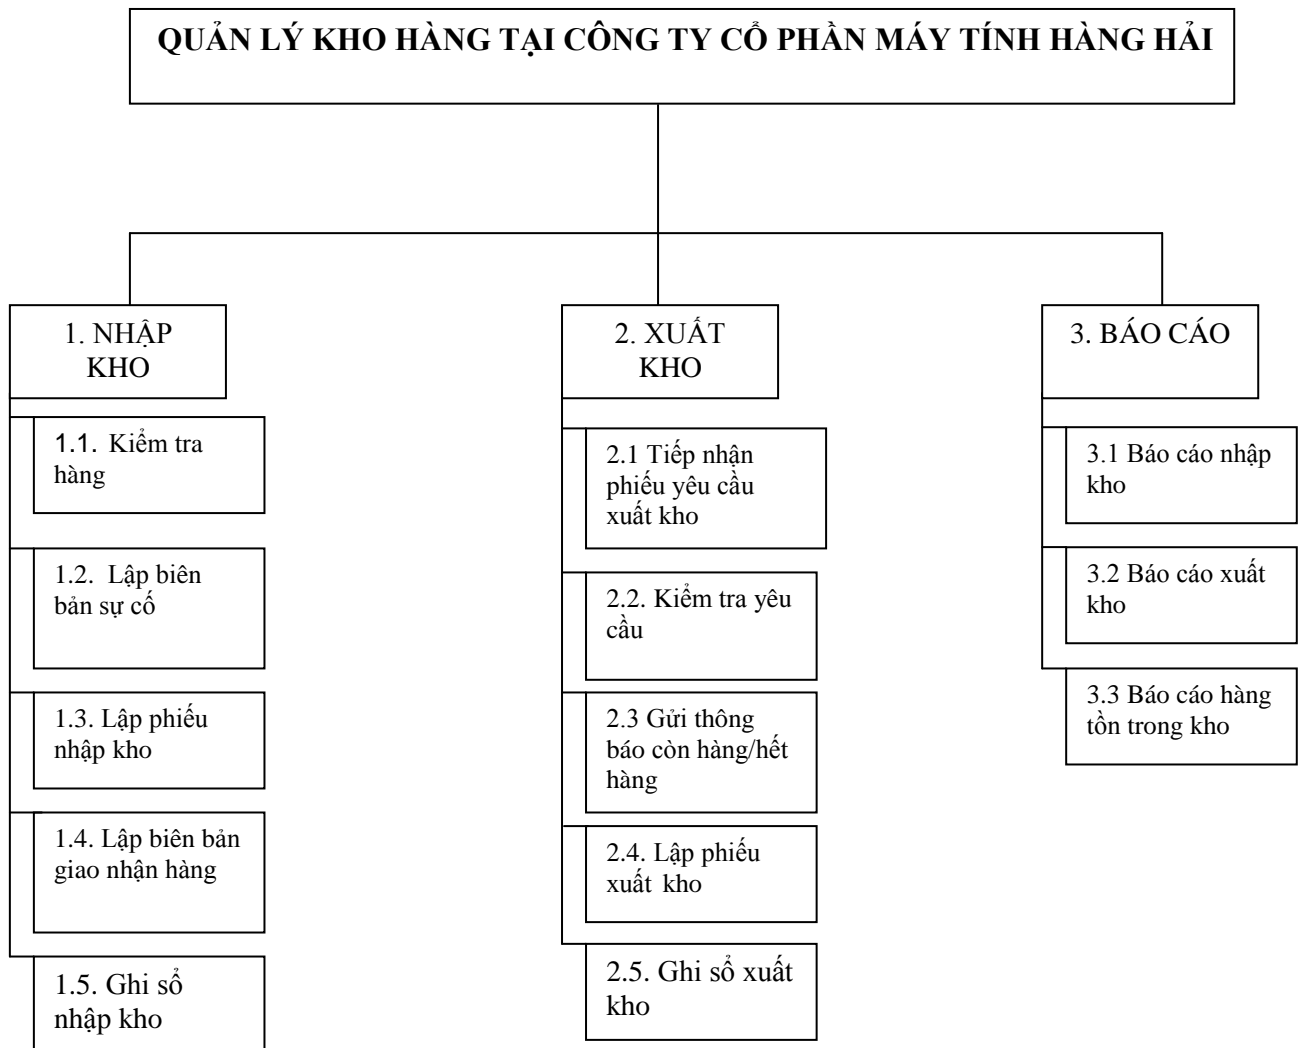 QUẢN LÝ KHO HÀNG TẠI CÔNG TY CỔ PHẦN MÁY TÍNH HÀNG HẢI
1. NHẬP
KHO
1.1. Kiểm tra
hàng
1.2. Lập biên
bản sự cố
1.3. Lập phiếu
nhập kho
1.4. Lập biên bản
giao nhận hàng
1.5. Ghi sổ
nhập kho
2. XUẤT
KHO
2.1 Tiếp nhận
phiếu yêu cầu
xuất kho
2.2. Kiểm tra yêu
cầu
2.3 Gửi thông
báo còn hàng/hết
hàng
2.4. Lập phiếu
xuất kho
2.5. Ghi sổ xuất
kho
3. BÁO CÁO
3.1 Báo cáo nhập
kho
3.2 Báo cáo xuất
kho
3.3 Báo cáo hàng
tồn trong kho